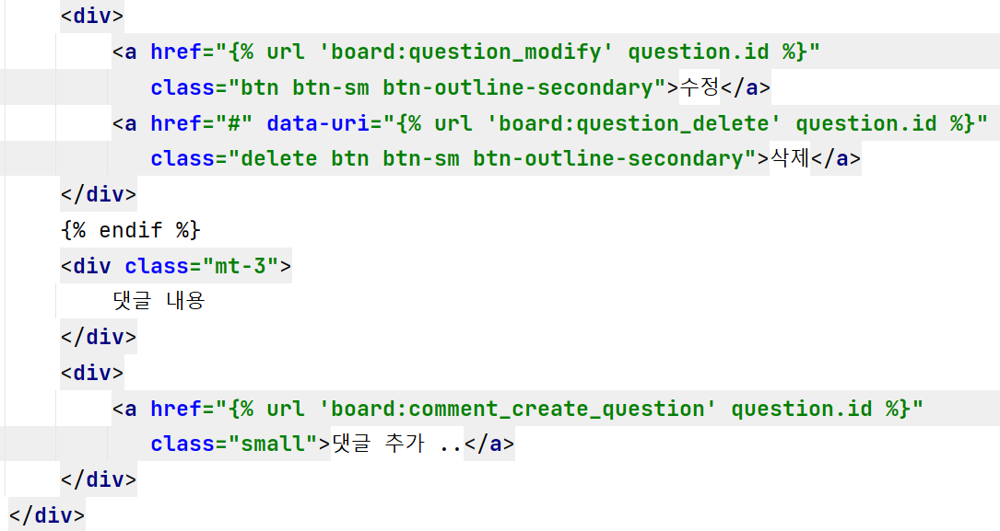 <div>
<a href="{% url 'board:question_modify' question.id %}"
class="btn btn-sm btn-outline-secondary">수정</a>
<a href="#" data-uri="{% url 'board:question_delete' question.id %}"
class="delete btn btn-sm btn-outline-secondary">삭제</a>
</div>
{% endif %}
<div class="mt-3">
댓글 내용
</div>
<div>
<a href="{% url 'board:comment_create_question' question.id %}"
class="small">댓글 추가 ..</a>
</div>
</div>